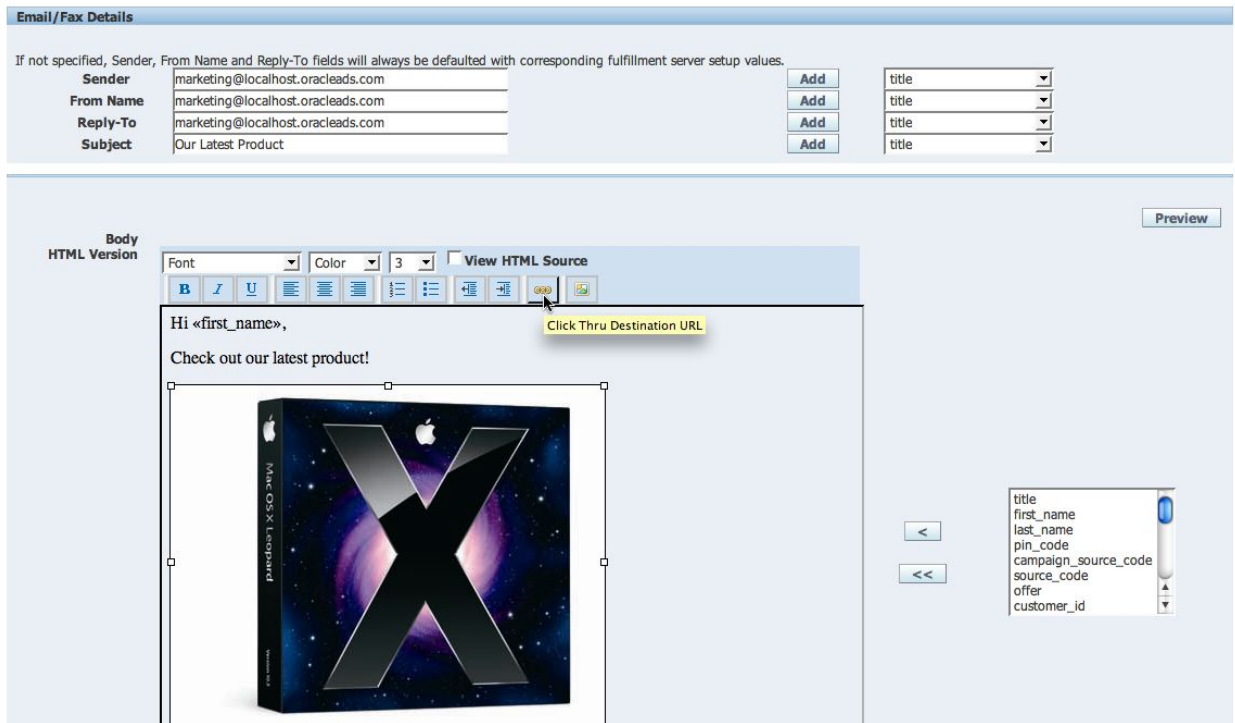 Email/Fax Details
If not specified, Sender, From Name and Reply-To fields will always be defaulted with corresponding fulfillment server setup values.
Sender marketing@localhost.oracleads.com Add title
From Name marketing@localhost.oracleads.com Add title
Reply-To marketing@localhost.oracleads.com Add title
Subject Our Latest Product Add title
Preview
Body
HTML Version
Font Color 3 View HTML Source
B I U
Click Thru Destination URL
Hi «first_name»,
Check out our latest product!
Mac OS X Leopard
X
title
first_name
last_name
<
pin_code
campaign_source_code
<<
source_code
offer
customer_id